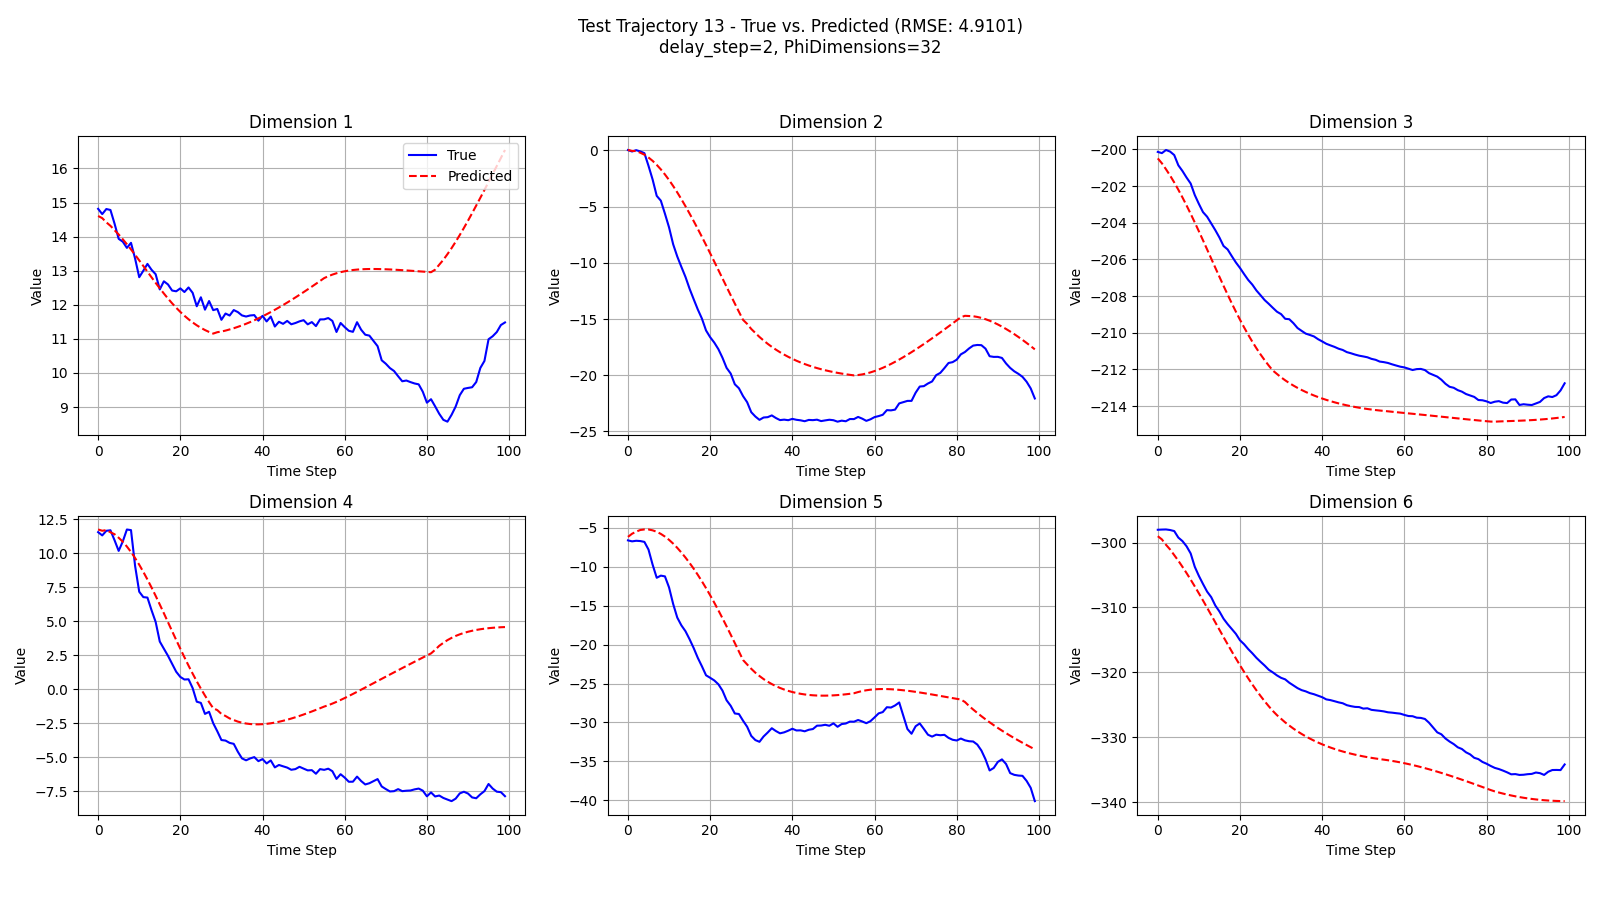 Test Trajectory 13 - True vs. Predicted (RMSE: 4.9101)
delay_step=2, PhiDimensions=32
Dimension 1
Value
16
15
14
13
12
11
10
9
0 20 40 60 80 100
Time Step
True
Predicted
Dimension 2
Value
0
−5
−10
−15
−20
−25
0 20 40 60 80 100
Time Step
Dimension 3
Value
−200
−202
−204
−206
−208
−210
−212
−214
0 20 40 60 80 100
Time Step
Dimension 4
Value
12.5
10.0
7.5
5.0
2.5
0.0
−2.5
−5.0
−7.5
0 20 40 60 80 100
Time Step
Dimension 5
Value
−5
−10
−15
−20
−25
−30
−35
−40
0 20 40 60 80 100
Time Step
Dimension 6
Value
−300
−310
−320
−330
−340
0 20 40 60 80 100
Time Step